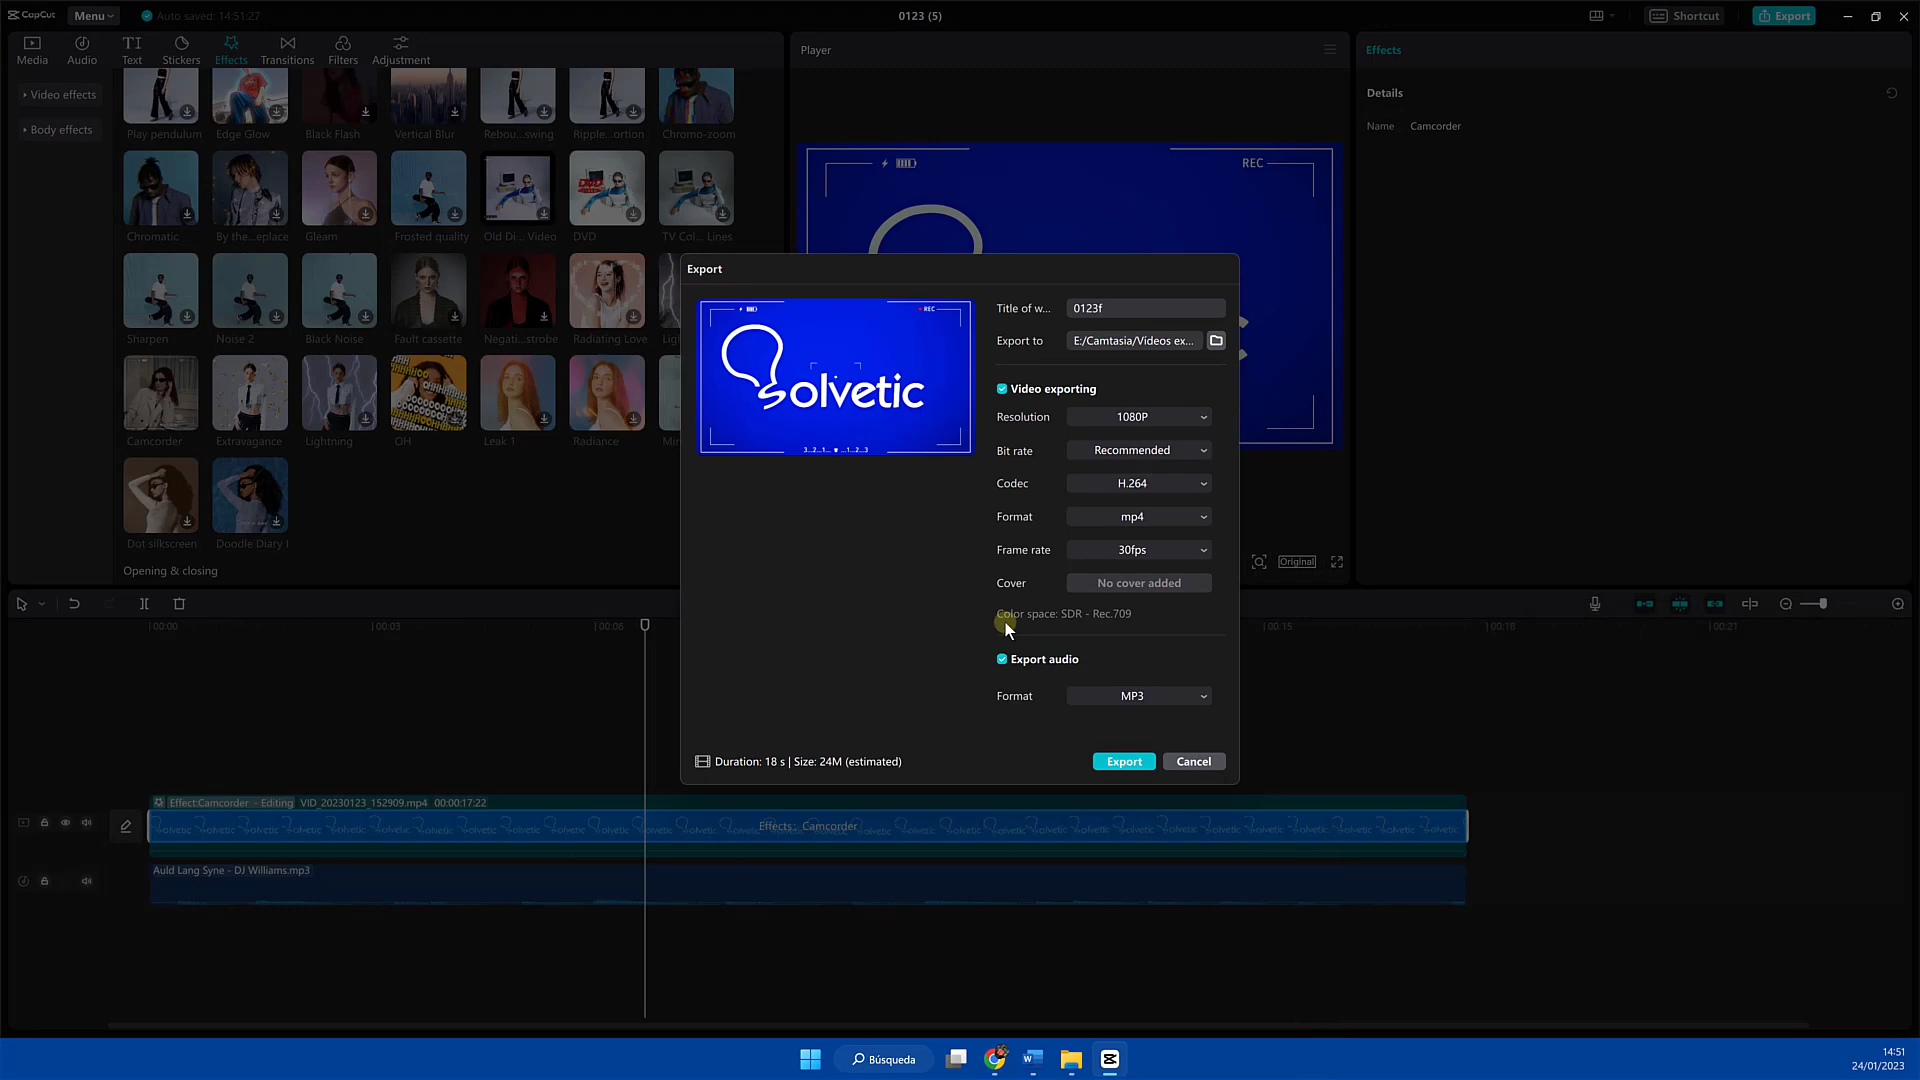 CapCut
Menu
Auto saved: 14:51:27
0123 (5)
Shortcut
Export
Media
Audio
Text
Stickers
Effects
Transitions
Filters
Adjustment
Player
Effects
Video effects
Body effects
Details
Name
Camcorder
Play pendulum
Edge Glow
Black Flash
Vertical Blur
Rebou...swing
Ripple...ortion
Chromo-zoom
REC
Chromatic
By the...eplace
Gleam
Frosted quality
Old Di... Video
DVD
TV Col... Lines
Sharpen
Noise 2
Black Noise
Fault cassette
Negati...strobe
Radiating Love
Camcorder
Extravagance
Lightning
OH
Leak 1
Radiance
Dot silkscreen
Doodle Diary I
Opening & closing
Export
REC
Solvetic
3...2...1... ...1...2...3
Title of w...
0123f
Export to
E:/Camtasia/Videos ex...
Video exporting
Resolution
1080P
Bit rate
Recommended
Codec
H.264
Format
mp4
Frame rate
30fps
Cover
No cover added
Color space: SDR - Rec.709
Export audio
Format
MP3
Duration: 18 s | Size: 24M (estimated)
Export
Cancel
Original
00:00
00:03
00:06
00:15
00:18
00:21
Effect:Camcorder - Editing
VID_20230123_152909.mp4
00:00:17:22
Effects: Camcorder
Auld Lang Syne - DJ Williams.mp3
Búsqueda
14:51
24/01/2023